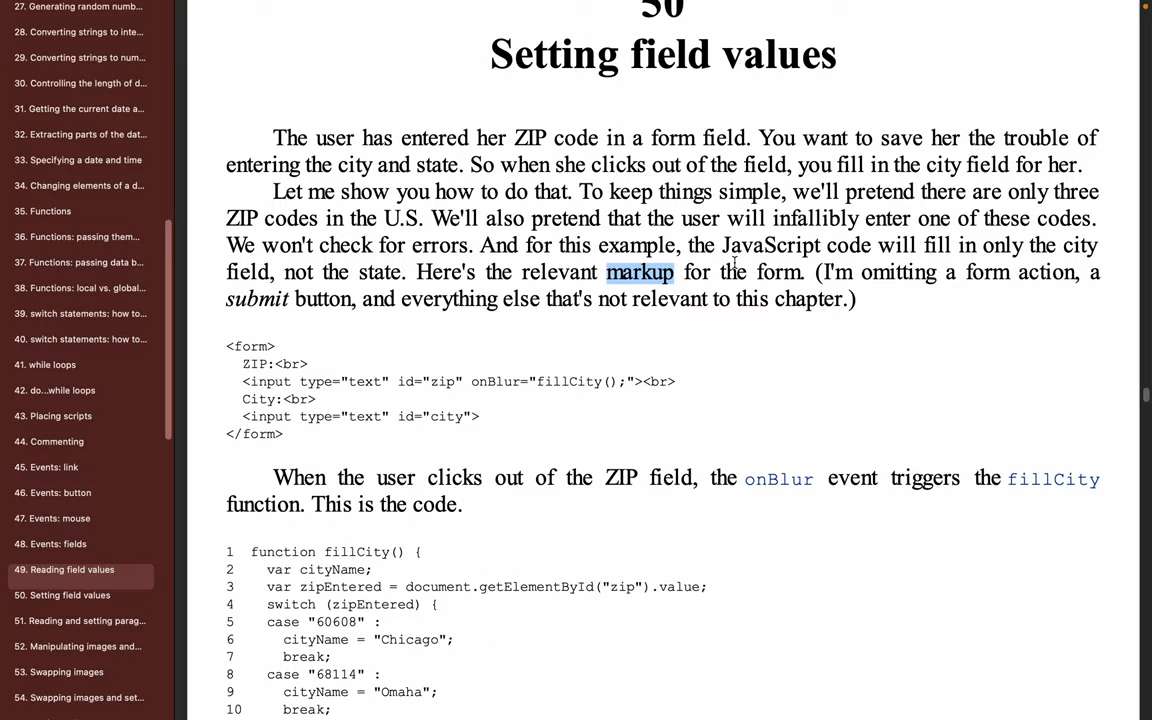 27. Generating random numb...
28. Converting strings to inte...
29. Converting strings to num...
30. Controlling the length of d...
31. Getting the current date a...
32. Extracting parts of the dat...
33. Specifying a date and time
34. Changing elements of a d...
35. Functions
36. Functions: passing them...
37. Functions: passing data b...
38. Functions: local vs. global...
39. switch statements: how to...
40. switch statements: how to...
41. while loops
42. do...while loops
43. Placing scripts
44. Commenting
45. Events: link
46. Events: button
47. Events: mouse
48. Events: fields
49. Reading field values
50. Setting field values
51. Reading and setting parag...
52. Manipulating images and...
53. Swapping images
54. Swapping images and set...
50
Setting field values
The user has entered her ZIP code in a form field. You want to save her the trouble of
entering the city and state. So when she clicks out of the field, you fill in the city field for her.
Let me show you how to do that. To keep things simple, we'll pretend there are only three
ZIP codes in the U.S. We'll also pretend that the user will infallibly enter one of these codes.
We won't check for errors. And for this example, the JavaScript code will fill in only the city
field, not the state. Here's the relevant markup for the form. (I'm omitting a form action, a
submit button, and everything else that's not relevant to this chapter.)
<form>
  ZIP:<br>
  <input type="text" id="zip" onBlur="fillCity();"><br>
  City:<br>
  <input type="text" id="city">
</form>
When the user clicks out of the ZIP field, the onBlur event triggers the fillCity
function. This is the code.
1  function fillCity() {
2    var cityName;
3    var zipEntered = document.getElementById("zip").value;
4    switch (zipEntered) {
5    case "60608" :
6      cityName = "Chicago";
7      break;
8    case "68114" :
9      cityName = "Omaha";
10     break;